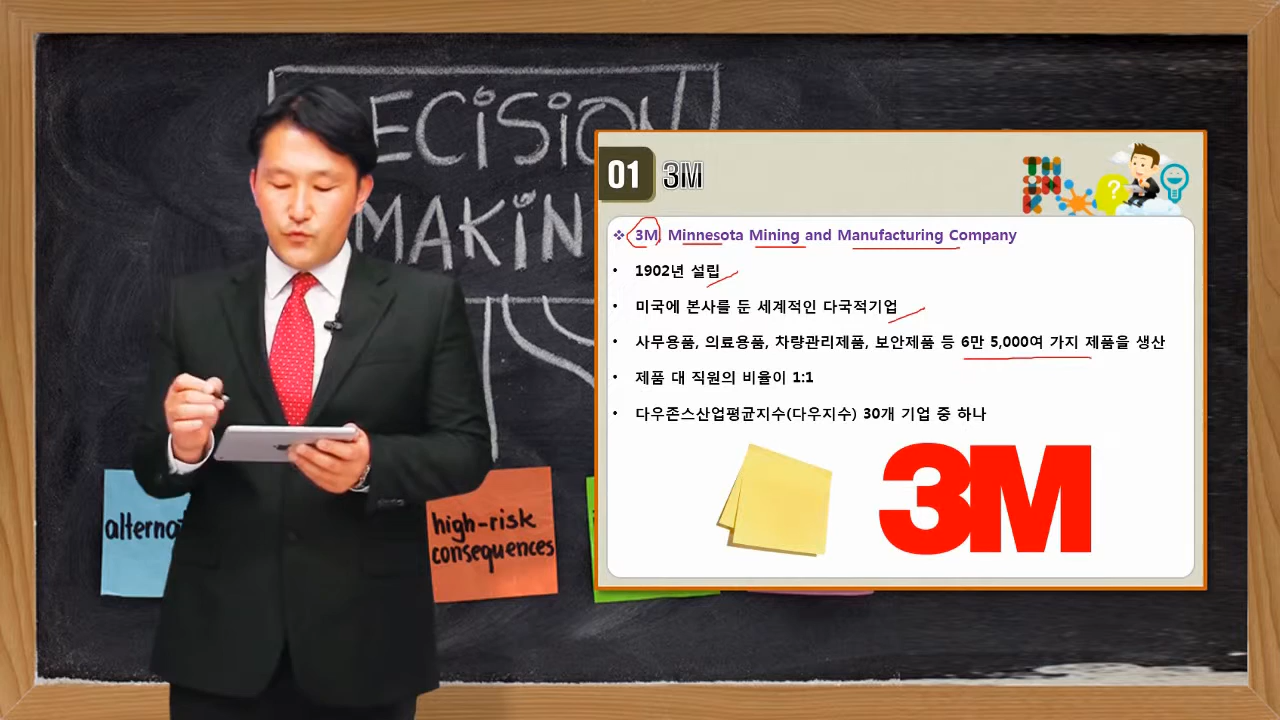 DECISION
MAKIN
alterna
high-risk
consequences
01 3M
THINK
?
❖ 3M, Minnesota Mining and Manufacturing Company
• 1902년 설립
• 미국에 본사를 둔 세계적인 다국적기업
• 사무용품, 의료용품, 차량관리제품, 보안제품 등 6만 5,000여 가지 제품을 생산
• 제품 대 직원의 비율이 1:1
• 다우존스산업평균지수(다우지수) 30개 기업 중 하나
3M